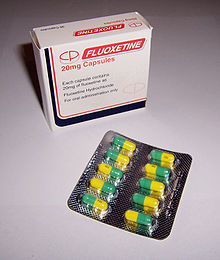 FLUOXETINE
20mg Capsules
Each capsule contains
20mg of fluoxetine as
Fluoxetine Hydrochloride
For oral administration only